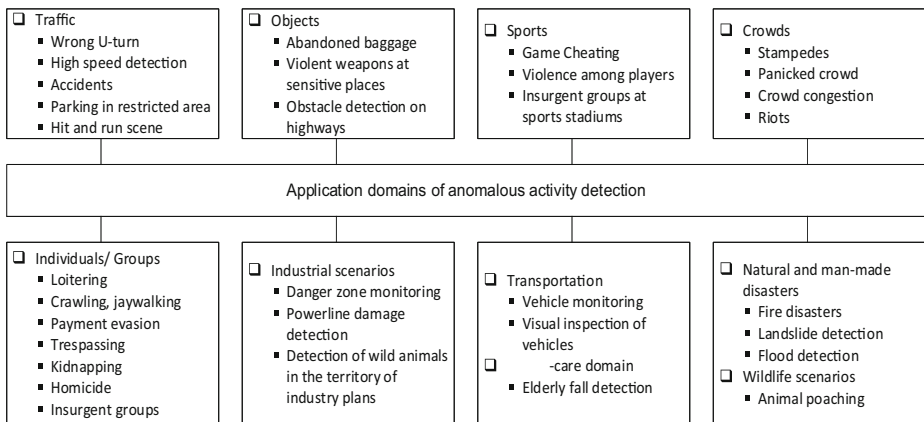 ❑ Traffic
▪ Wrong U-turn
▪ High speed detection
▪ Accidents
▪ Parking in restricted area
▪ Hit and run scene
❑ Objects
▪ Abandoned baggage
▪ Violent weapons at
sensitive places
▪ Obstacle detection on
highways
❑ Sports
▪ Game Cheating
▪ Violence among players
▪ Insurgent groups at
sports stadiums
❑ Crowds
▪ Stampedes
▪ Panicked crowd
▪ Crowd congestion
▪ Riots
Application domains of anomalous activity detection
❑ Individuals/ Groups
▪ Loitering
▪ Crawling, jaywalking
▪ Payment evasion
▪ Trespassing
▪ Kidnapping
▪ Homicide
▪ Insurgent groups
❑ Industrial scenarios
▪ Danger zone monitoring
▪ Powerline damage
detection
▪ Detection of wild animals
in the territory of
industry plans
❑ Transportation
▪ Vehicle monitoring
▪ Visual inspection of
vehicles
❑ -care domain
▪ Elderly fall detection
❑ Natural and man-made
disasters
▪ Fire disasters
▪ Landslide detection
▪ Flood detection
❑ Wildlife scenarios
▪ Animal poaching